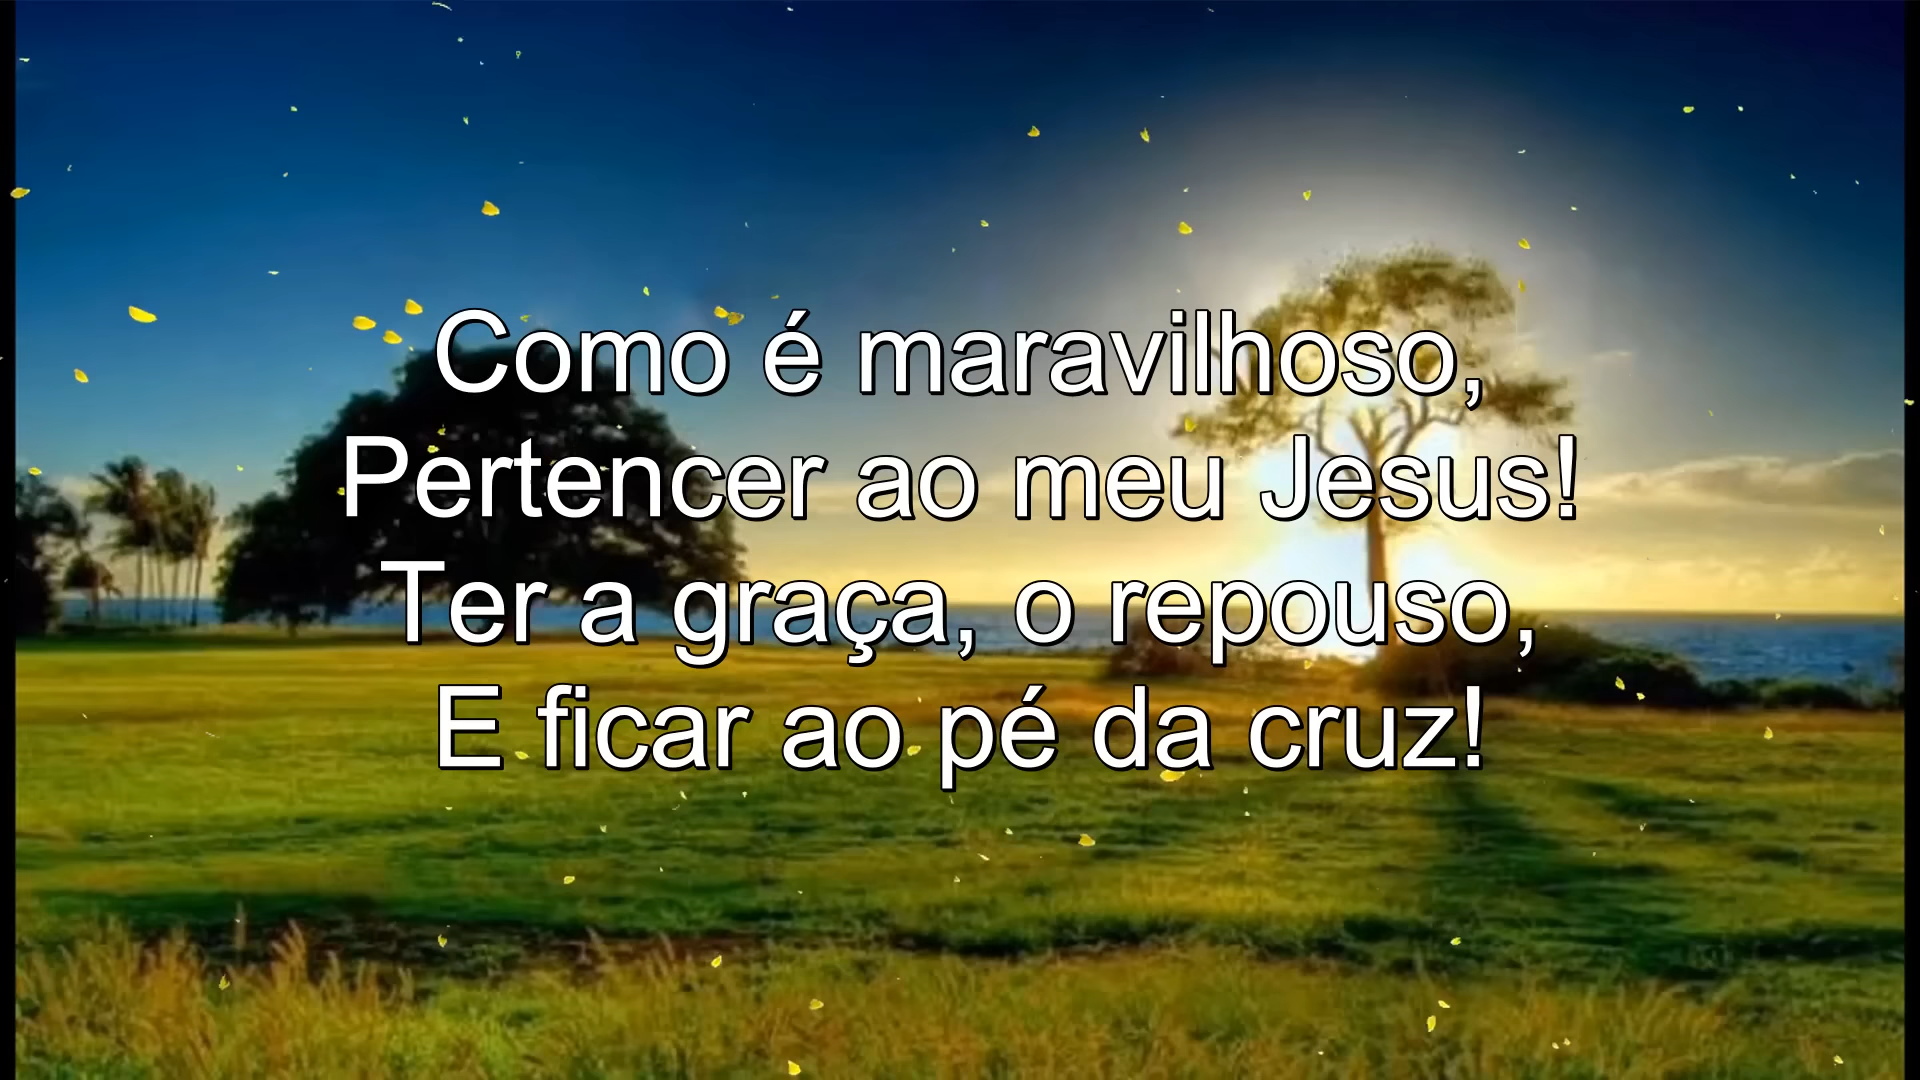 Como é maravilhoso,
Pertencer ao meu Jesus!
Ter a graça, o repouso,
E ficar ao pé da cruz!